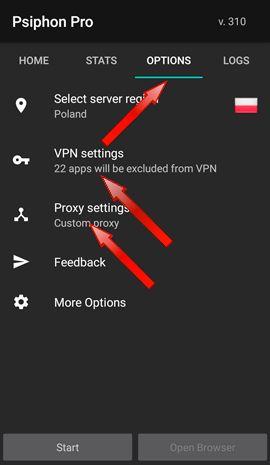 Psiphon Pro
v. 310
HOME STATS OPTIONS LOGS
Select server region
Poland
VPN settings
22 apps will be excluded from VPN
Proxy settings
Custom proxy
Feedback
More Options
Start
Open Browser